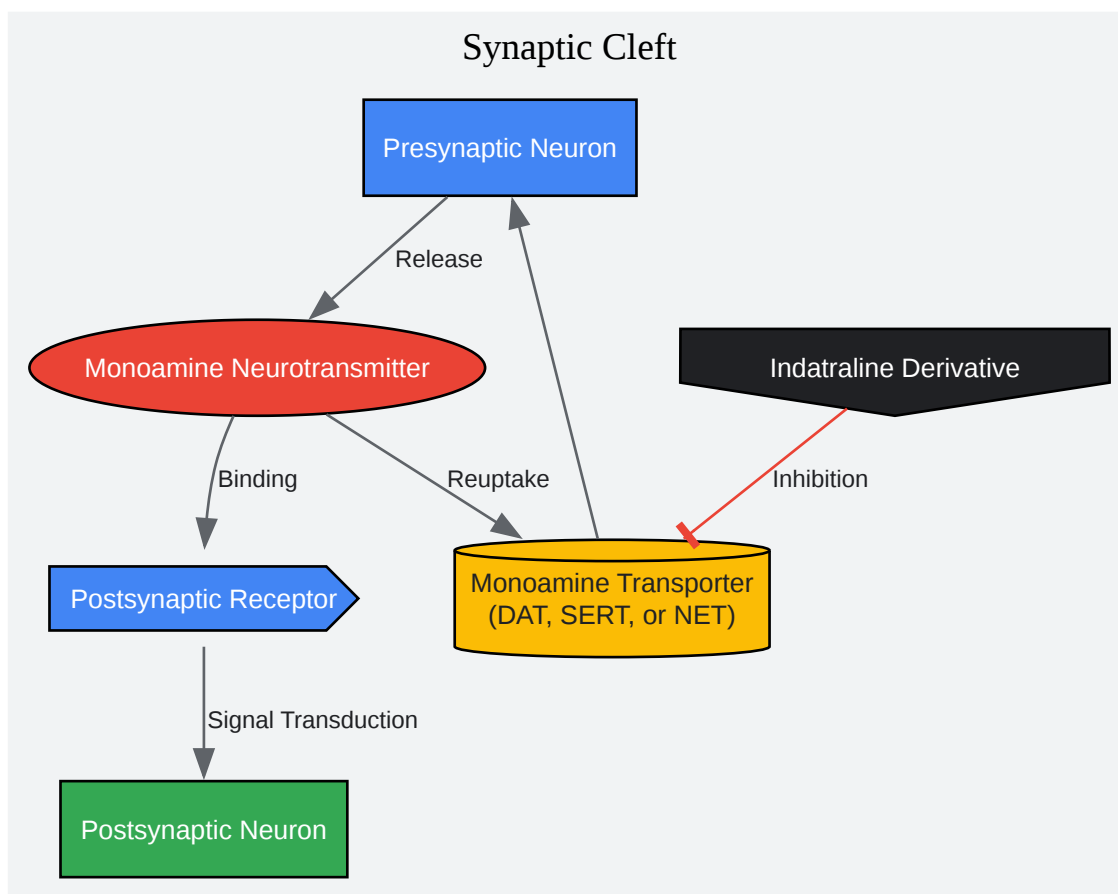 Synaptic Cleft
Presynaptic Neuron
Release
Monoamine Neurotransmitter
Indatraline Derivative
Binding
Reuptake
Inhibition
Postsynaptic Receptor
Monoamine Transporter
(DAT, SERT, or NET)
Signal Transduction
Postsynaptic Neuron